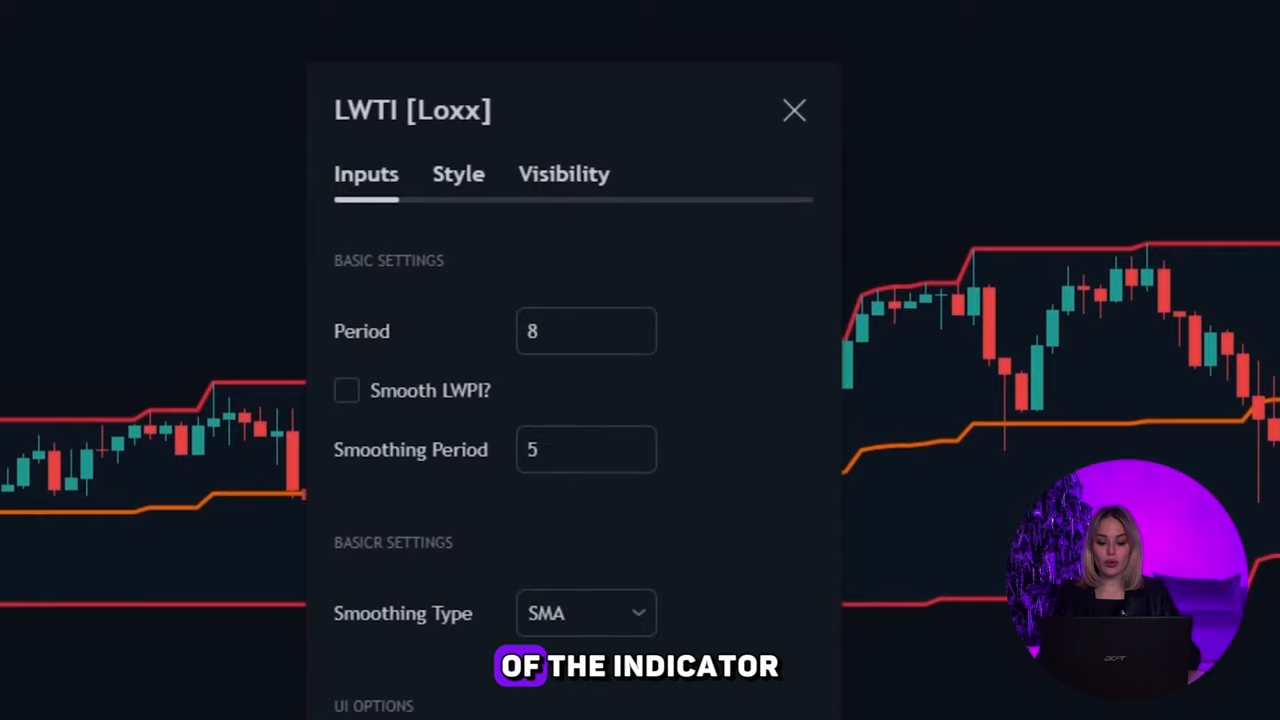 LWTI [Loxx]
Inputs Style Visibility
BASIC SETTINGS
Period 8
Smooth LWPI?
Smoothing Period 5
BASICR SETTINGS
Smoothing Type SMA
OF THE INDICATOR
UI OPTIONS
acer